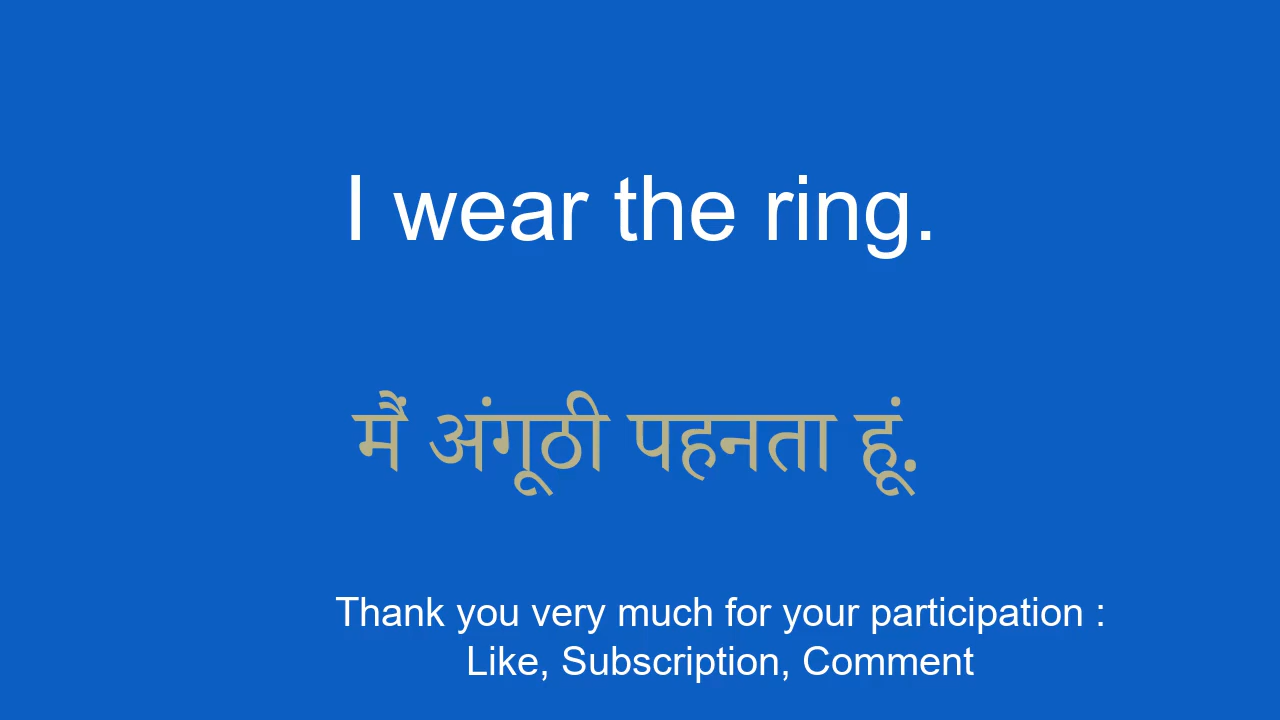 I wear the ring.
मैं अंगूठी पहनता हूं.
Thank you very much for your participation :
Like, Subscription, Comment